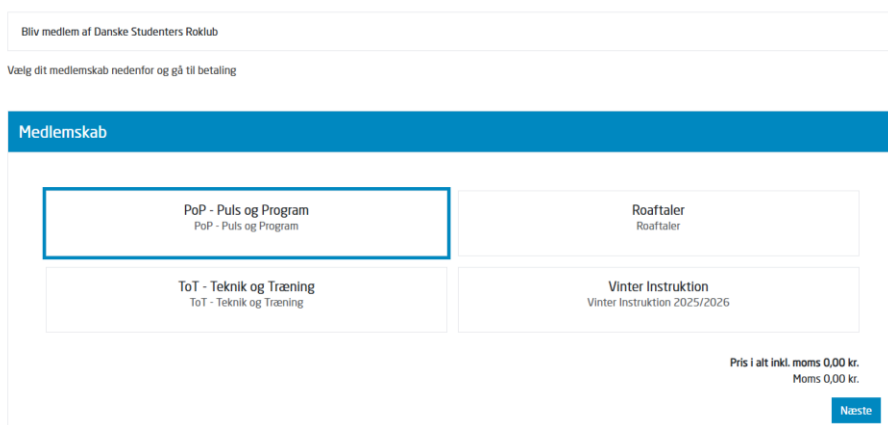 Bliv medlem af Danske Studenters Roklub
Vælg dit medlemskab nedenfor og gå til betaling
Medlemskab
PoP - Puls og Program
PoP - Puls og Program
Roaftaler
Roaftaler
ToT - Teknik og Træning
ToT - Teknik og Træning
Vinter Instruktion
Vinter Instruktion 2025/2026
Pris i alt inkl. moms 0,00 kr.
Moms 0,00 kr.
Næste